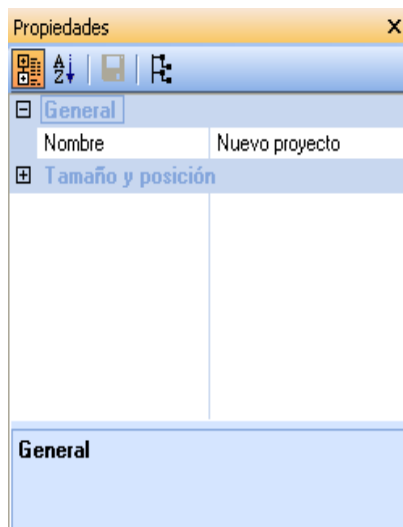 Propiedades
A
Z
General
Nombre Nuevo proyecto
Tamaño y posición
General